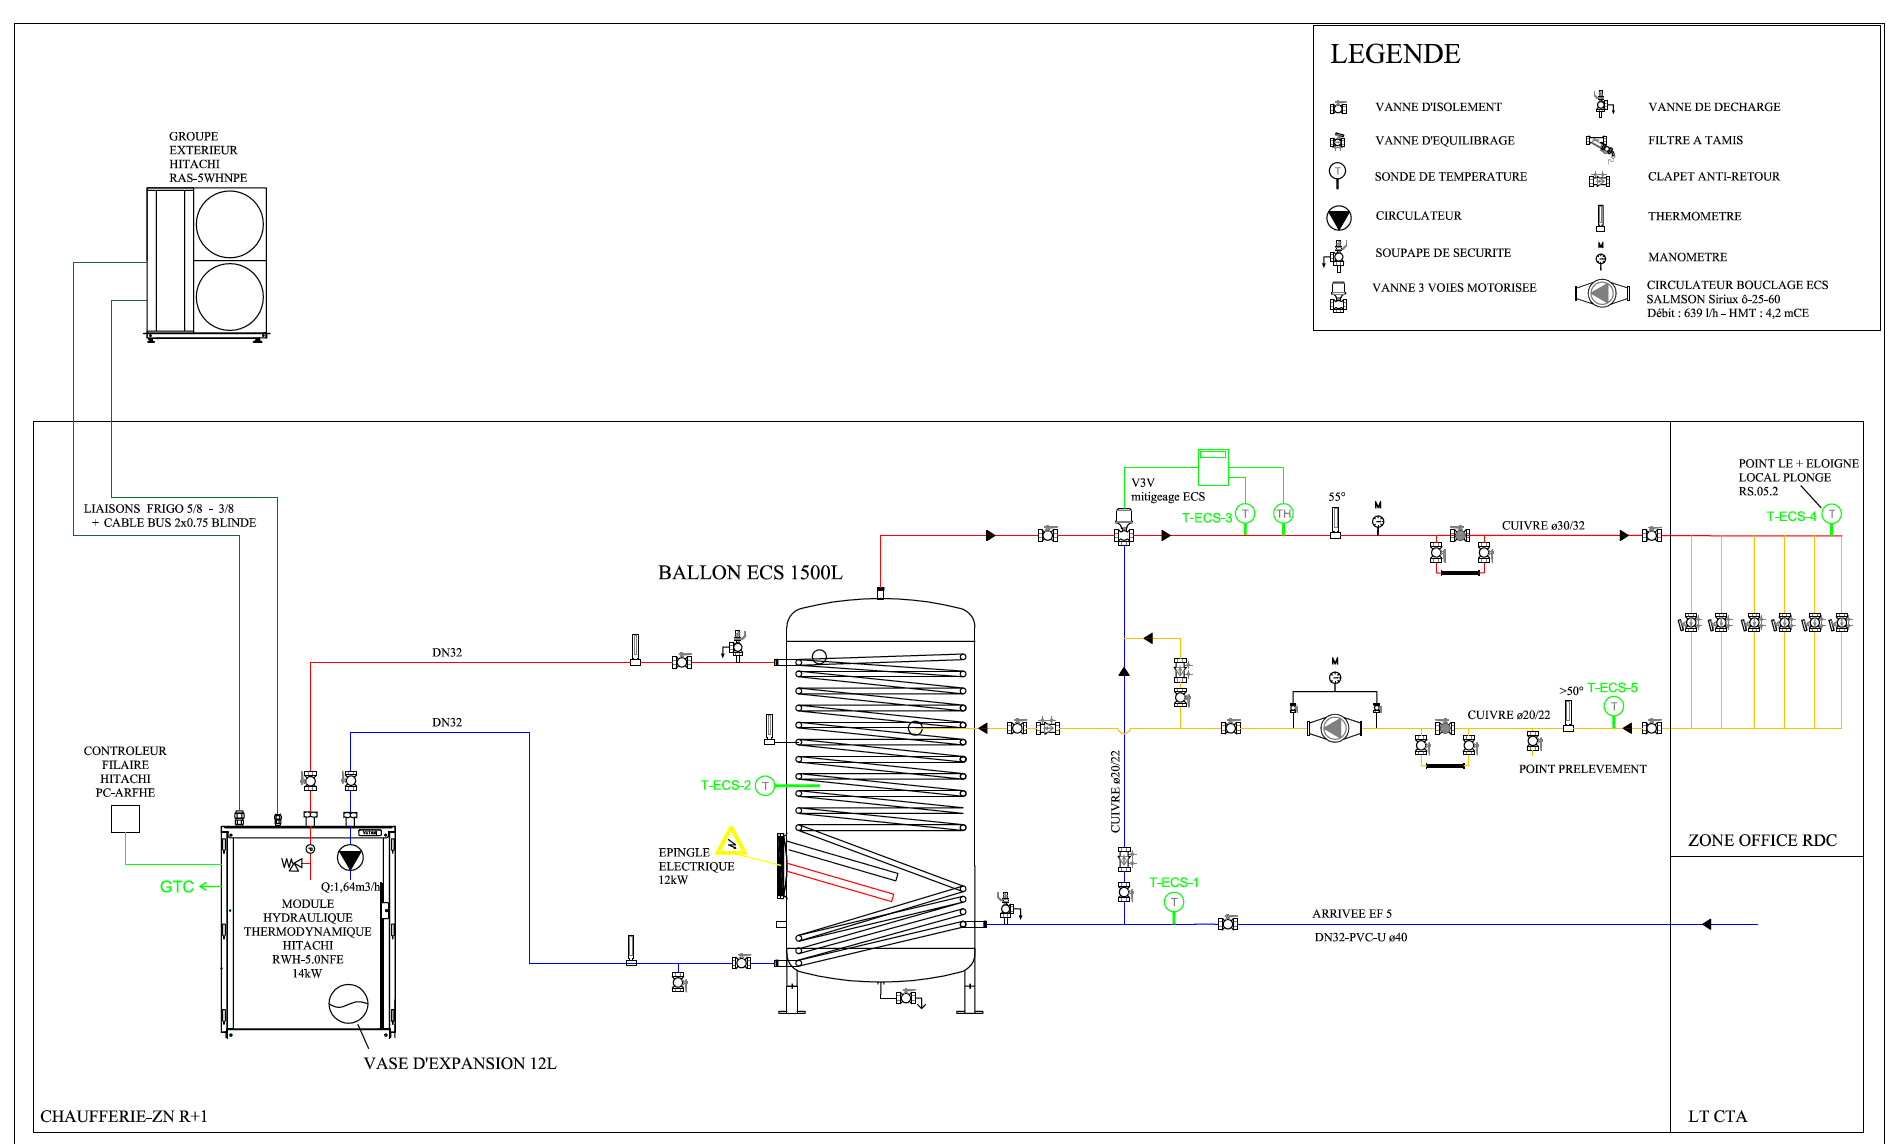 LEGENDE
VANNE D'ISOLEMENT
VANNE D'EQUILIBRAGE
SONDE DE TEMPERATURE
CIRCULATEUR
SOUPAPE DE SECURITE
VANNE 3 VOIES MOTORISEE
VANNE DE DECHARGE
FILTRE A TAMIS
CLAPET ANTI-RETOUR
THERMOMETRE
M
MANOMETRE
CIRCULATEUR BOUCLAGE ECS
SALMSON Siriux ô-25-60
Débit : 639 l/h - HMT : 4,2 mCE
T
GROUPE
EXTERIEUR
HITACHI
RAS-5WHNPE
LIAISONS FRIGO 5/8 - 3/8
+ CABLE BUS 2x0.75 BLINDE
V3V
mitigeage ECS
T-ECS-3
T
TH
55°
M
CUIVRE ø30/32
POINT LE + ELOIGNE
LOCAL PLONGE
RS.05.2
T-ECS-4
T
BALLON ECS 1500L
DN32
DN32
M
>50°
T-ECS-5
T
CUIVRE ø20/22
POINT PRELEVEMENT
CUIVRE ø20/22
CONTROLEUR
FILAIRE
HITACHI
PC-ARFHE
T-ECS-2
T
EPINGLE
ELECTRIQUE
12kW
GTC
Q:1,64m3/h
MODULE
HYDRAULIQUE
THERMODYNAMIQUE
HITACHI
RWH-5.0NFE
14kW
T-ECS-1
T
ARRIVEE EF 5
DN32-PVC-U ø40
ZONE OFFICE RDC
VASE D'EXPANSION 12L
CHAUFFERIE-ZN R+1
LT CTA